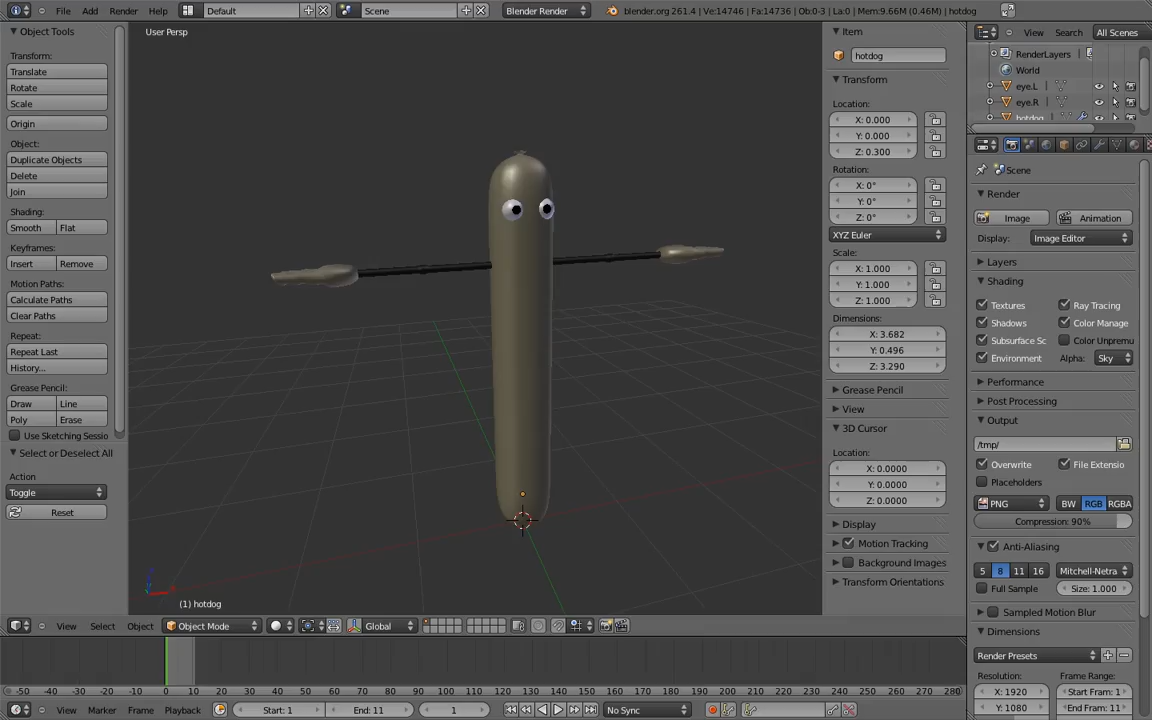 File Add Render Help Default Scene Blender Render blender.org 261.4 | Ve:14746 | Fa:14736 | Ob:0-3 | La:0 | Mem:9.66M (0.46M) | hotdog
Object Tools
Transform:
Translate
Rotate
Scale
Origin
Object:
Duplicate Objects
Delete
Join
Shading:
Smooth Flat
Keyframes:
Insert Remove
Motion Paths:
Calculate Paths
Clear Paths
Repeat:
Repeat Last
History...
Grease Pencil:
Draw Line
Poly Erase
Use Sketching Sessio
Select or Deselect All
Action
Toggle
Reset
User Persp
(1) hotdog
Item
hotdog
Transform
Location:
X: 0.000
Y: 0.000
Z: 0.300
Rotation:
X: 0°
Y: 0°
Z: 0°
XYZ Euler
Scale:
X: 1.000
Y: 1.000
Z: 1.000
Dimensions:
X: 3.682
Y: 0.496
Z: 3.290
Grease Pencil
View
3D Cursor
Location:
X: 0.0000
Y: 0.0000
Z: 0.0000
Display
Motion Tracking
Background Images
Transform Orientations
View Search All Scenes
RenderLayers
World
eye.L
eye.R
hotdog
Scene
Render
Image Animation
Display: Image Editor
Layers
Shading
Textures Ray Tracing
Shadows Color Manage
Subsurface Sc Color Unpremu
Environment Alpha: Sky
Performance
Post Processing
Output
/tmp/
Overwrite File Extensio
Placeholders
PNG BW RGB RGBA
Compression: 90%
Anti-Aliasing
5 8 11 16 Mitchell-Netra
Full Sample Size: 1.000
Sampled Motion Blur
Dimensions
Render Presets
Resolution: Frame Range:
X: 1920 Start Fram: 1
Y: 1080 End Fram: 11
View Select Object Object Mode Global
-50 -40 -30 -20 -10 0 10 20 30 40 50 60 70 80 90 100 110 120 130 140 150 160 170 180 190 200 210 220 230 240 250 260 270 280
View Marker Frame Playback Start: 1 End: 11 1 No Sync